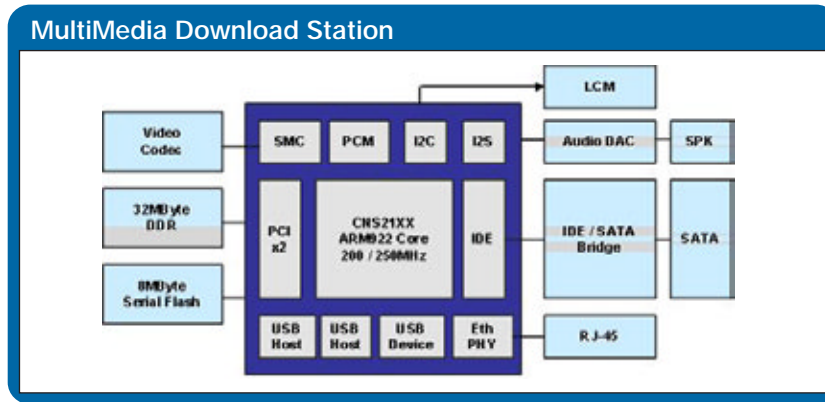 MultiMedia Download Station
LCM
Video
Codec
SMC
PCM
I2C
I2S
Audio DAC
SPK
32MByte
DDR
PCI
x2
CNS21XX
ARM922 Core
200 / 250MHz
IDE
IDE / SATA
Bridge
SATA
8MByte
Serial Flash
USB
Host
USB
Host
USB
Device
Eth
PHY
RJ-45